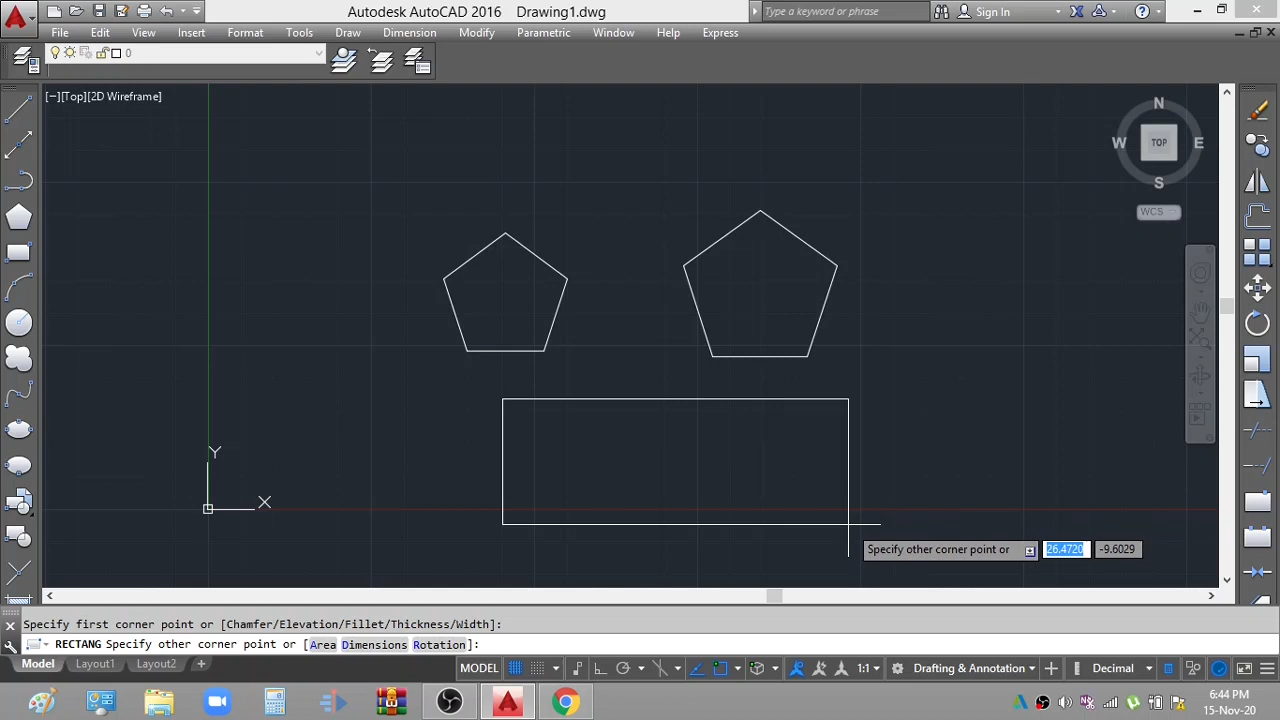 Autodesk AutoCAD 2016 Drawing1.dwg
Type a keyword or phrase
Sign In
File Edit View Insert Format Tools Draw Dimension Modify Parametric Window Help Express
0
[−][Top][2D Wireframe]
N
W TOP E
S
WCS
Y
X
Specify other corner point or 26.4720 -9.6029
Specify first corner point or [Chamfer/Elevation/Fillet/Thickness/Width]:
RECTANG Specify other corner point or [Area Dimensions Rotation]:
Model Layout1 Layout2 +
MODEL 1:1 Drafting & Annotation Decimal
6:44 PM
15-Nov-20